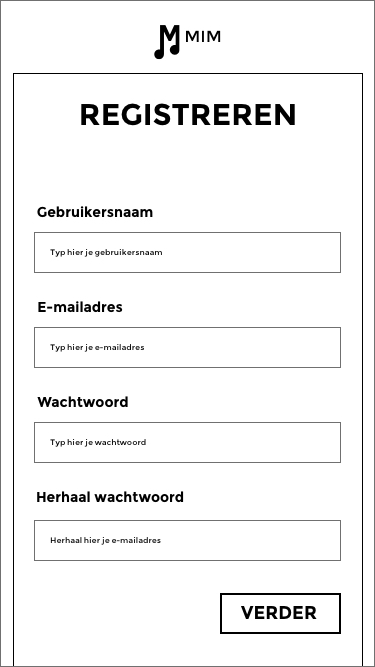 MIM
REGISTREREN
Gebruikersnaam
Typ hier je gebruikersnaam
E-mailadres
Typ hier je e-mailadres
Wachtwoord
Typ hier je wachtwoord
Herhaal wachtwoord
Herhaal hier je e-mailadres
VERDER